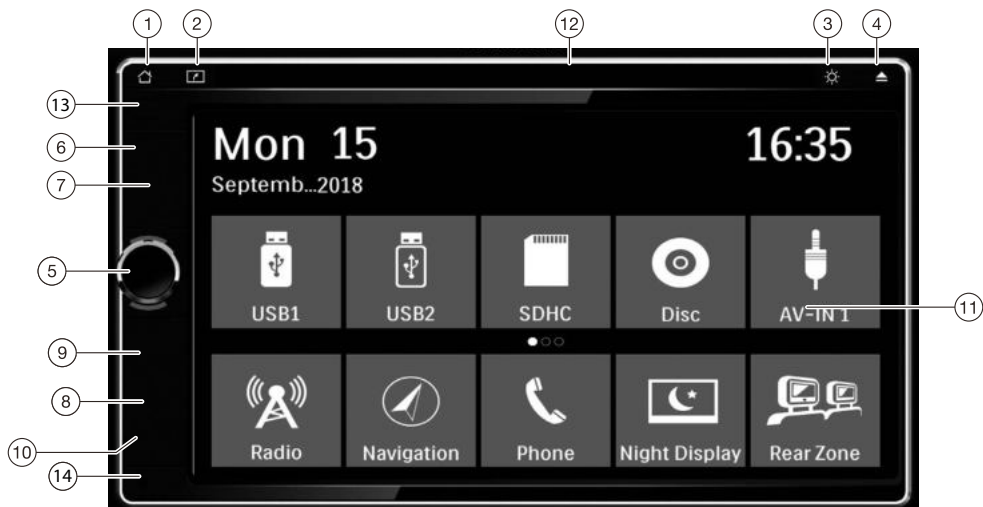 1 2 12 3 4
13
6
7
5
9
8
10
14
11
Mon 15 16:35
Septemb...2018
USB1 USB2 SDHC Disc AV-IN 1
Radio Navigation Phone Night Display Rear Zone